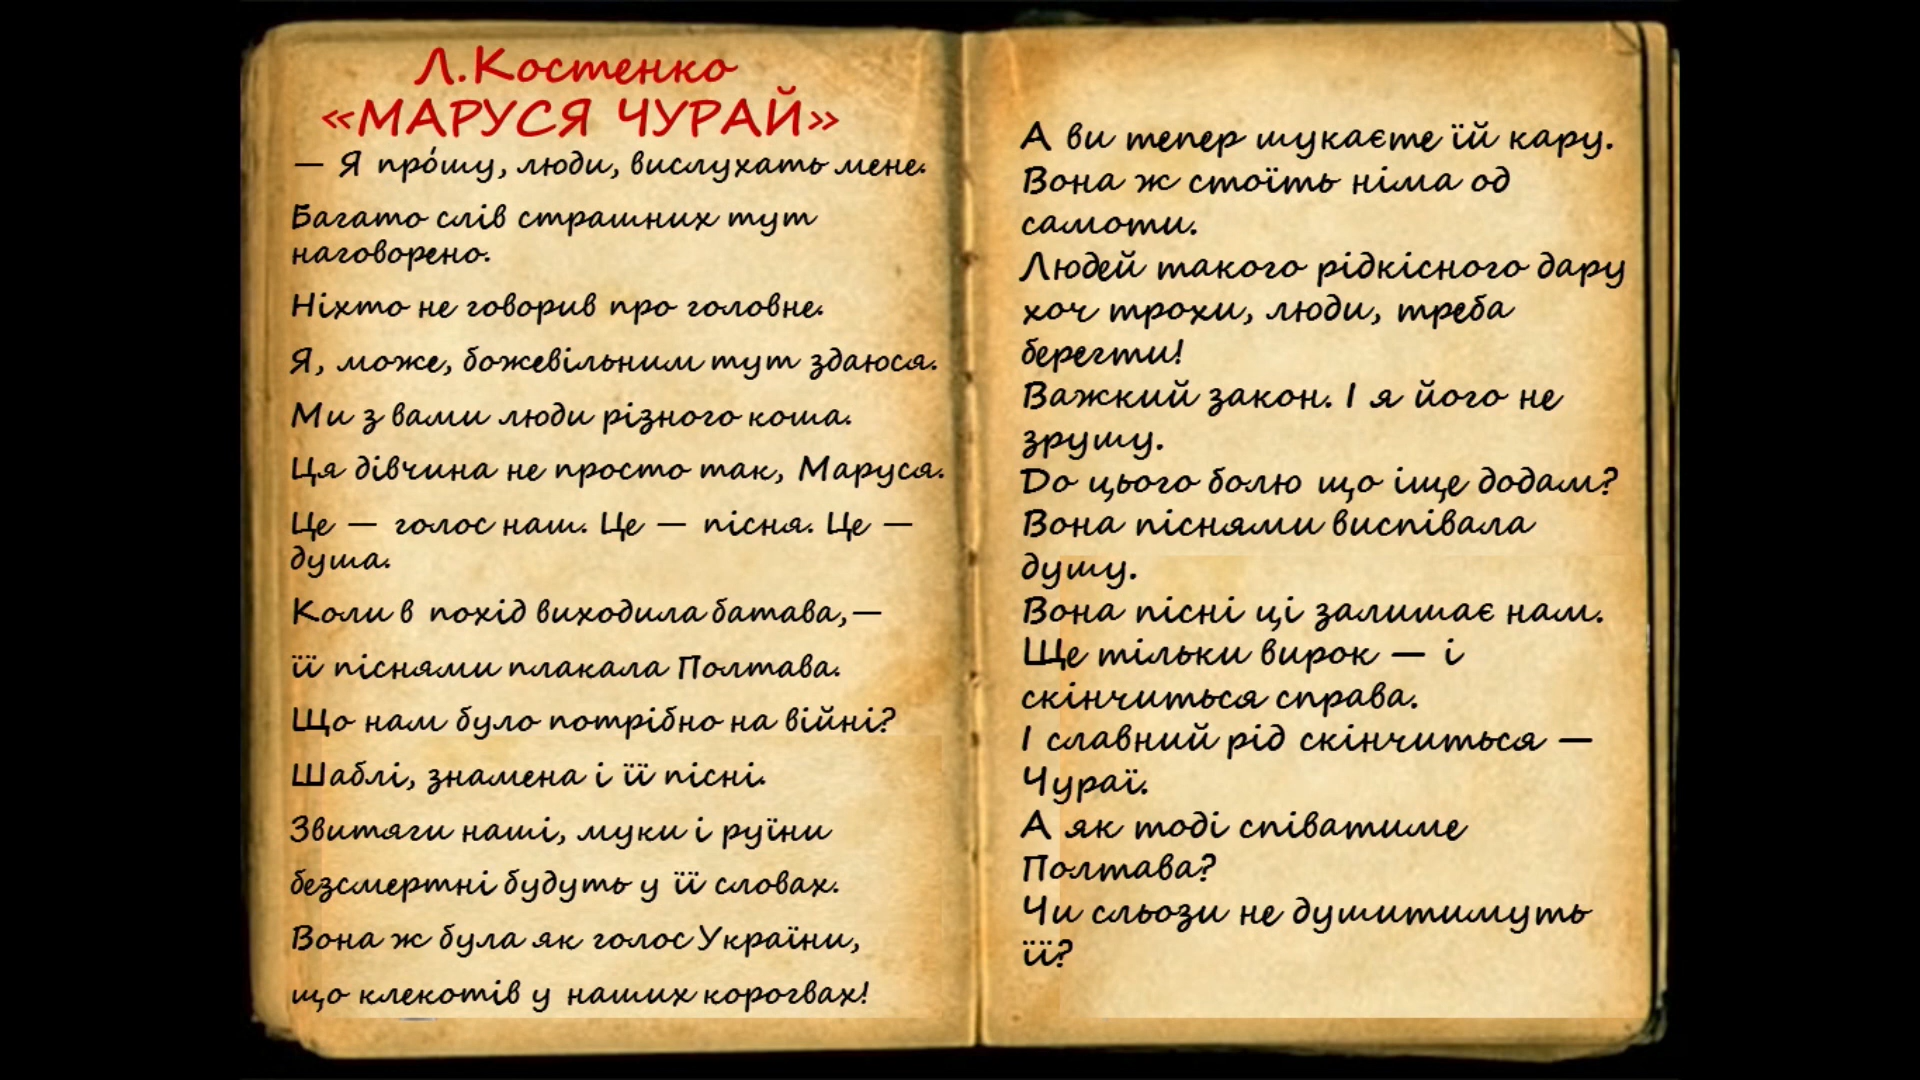 Л.Костенко
«МАРУСЯ ЧУРАЙ»
— Я про́шу, люди, вислухать мене.
Багато слів страшних тут
наговорено.
Ніхто не говорив про головне.
Я, може, божевільним тут здаюся.
Ми з вами люди різного коша.
Ця дівчина не просто так, Маруся.
Це — голос наш. Це — пісня. Це —
душа.
Коли в похід виходила батава,—
її піснями плакала Полтава.
Що нам було потрібно на війні?
Шаблі, знамена і її пісні.
Звитяги наші, муки і руїни
безсмертні будуть у її словах.
Вона ж була як голос України,
що клекотів у наших корогвах!
А ви тепер шукаєте їй кару.
Вона ж стоїть німа од
самоти.
Людей такого рідкісного дару
хоч трохи, люди, треба
берегти!
Важкий закон. І я його не
зрушу.
До цього болю що іще додам?
Вона піснями виспівала
душу.
Вона пісні ці залишає нам.
Ще тільки вирок — і
скінчиться справа.
І славний рід скінчиться —
Чураї.
А як тоді співатиме
Полтава?
Чи сльози не душитимуть
її?